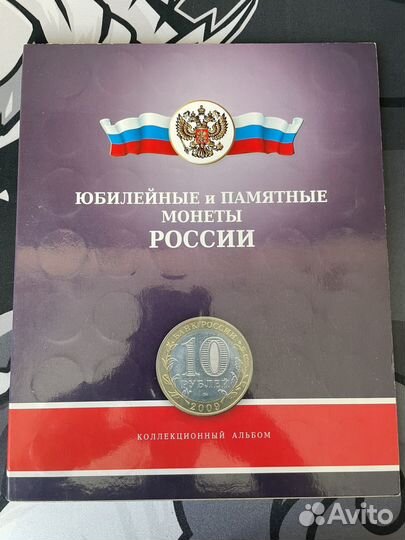 ЮБИЛЕЙНЫЕ и ПАМЯТНЫЕ
МОНЕТЫ
РОССИИ
БАНК РОССИИ
10
РУБЛЕЙ
2009
КОЛЛЕКЦИОННЫЙ АЛЬБОМ
Avito